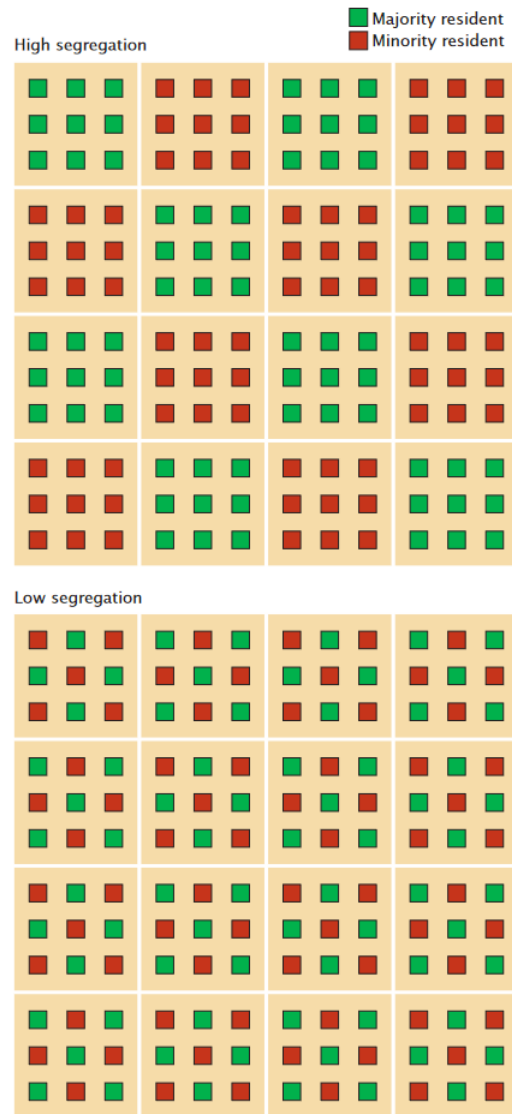 Majority resident
Minority resident
High segregation
Low segregation